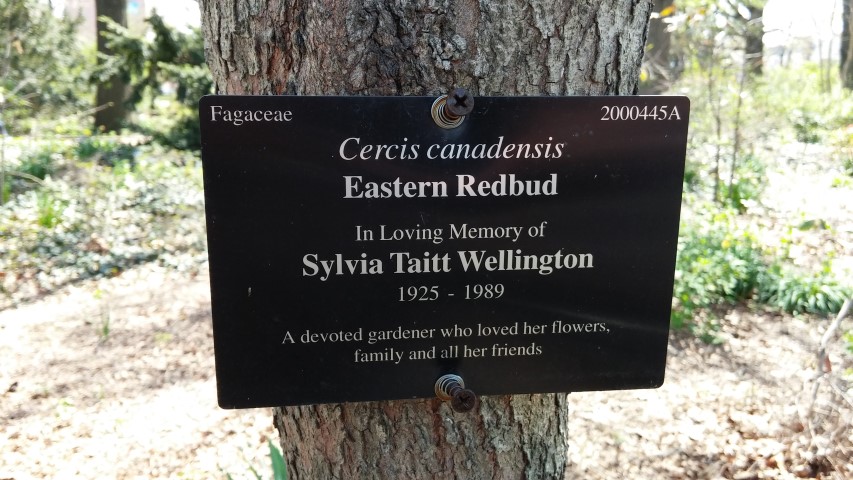 Fagaceae 2000445A
Cercis canadensis
Eastern Redbud
In Loving Memory of
Sylvia Taitt Wellington
1925 - 1989
A devoted gardener who loved her flowers,
family and all her friends